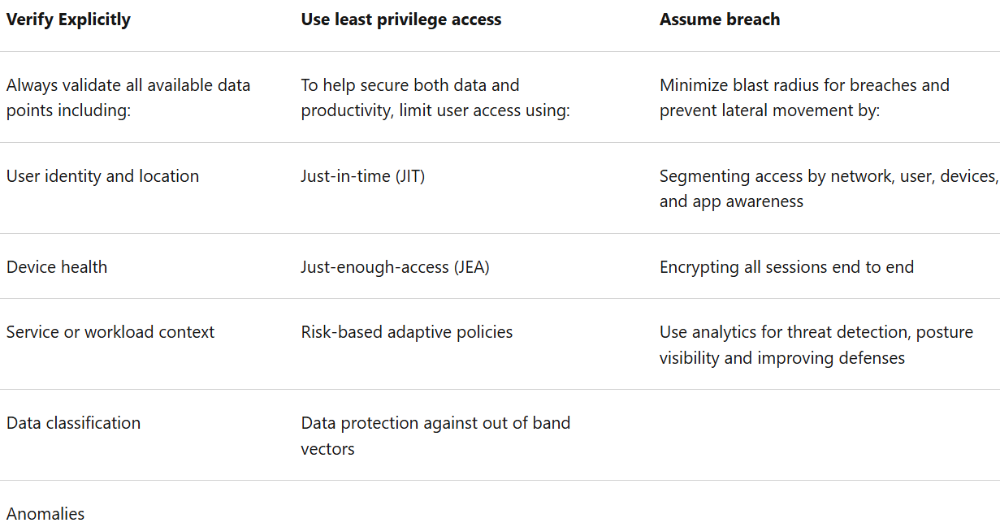 Verify Explicitly
Use least privilege access
Assume breach
Always validate all available data
points including:
To help secure both data and
productivity, limit user access using:
Minimize blast radius for breaches and
prevent lateral movement by:
User identity and location
Just-in-time (JIT)
Segmenting access by network, user, devices,
and app awareness
Device health
Just-enough-access (JEA)
Encrypting all sessions end to end
Service or workload context
Risk-based adaptive policies
Use analytics for threat detection, posture
visibility and improving defenses
Data classification
Data protection against out of band
vectors
Anomalies